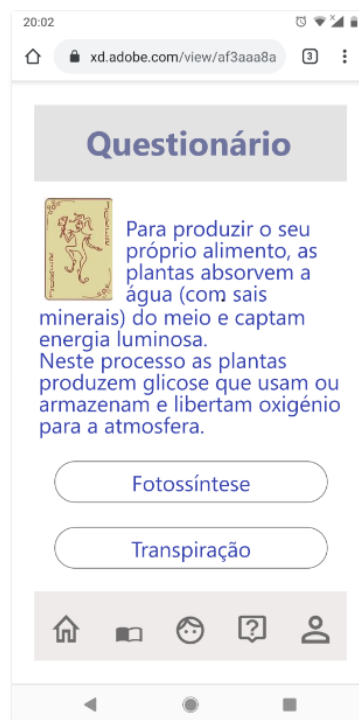 20:02
xd.adobe.com/view/af3aaa8a
3
Questionário
Para produzir o seu
próprio alimento, as
plantas absorvem a
água (com sais
minerais) do meio e captam
energia luminosa.
Neste processo as plantas
produzem glicose que usam ou
armazenam e libertam oxigénio
para a atmosfera.
Fotossíntese
Transpiração